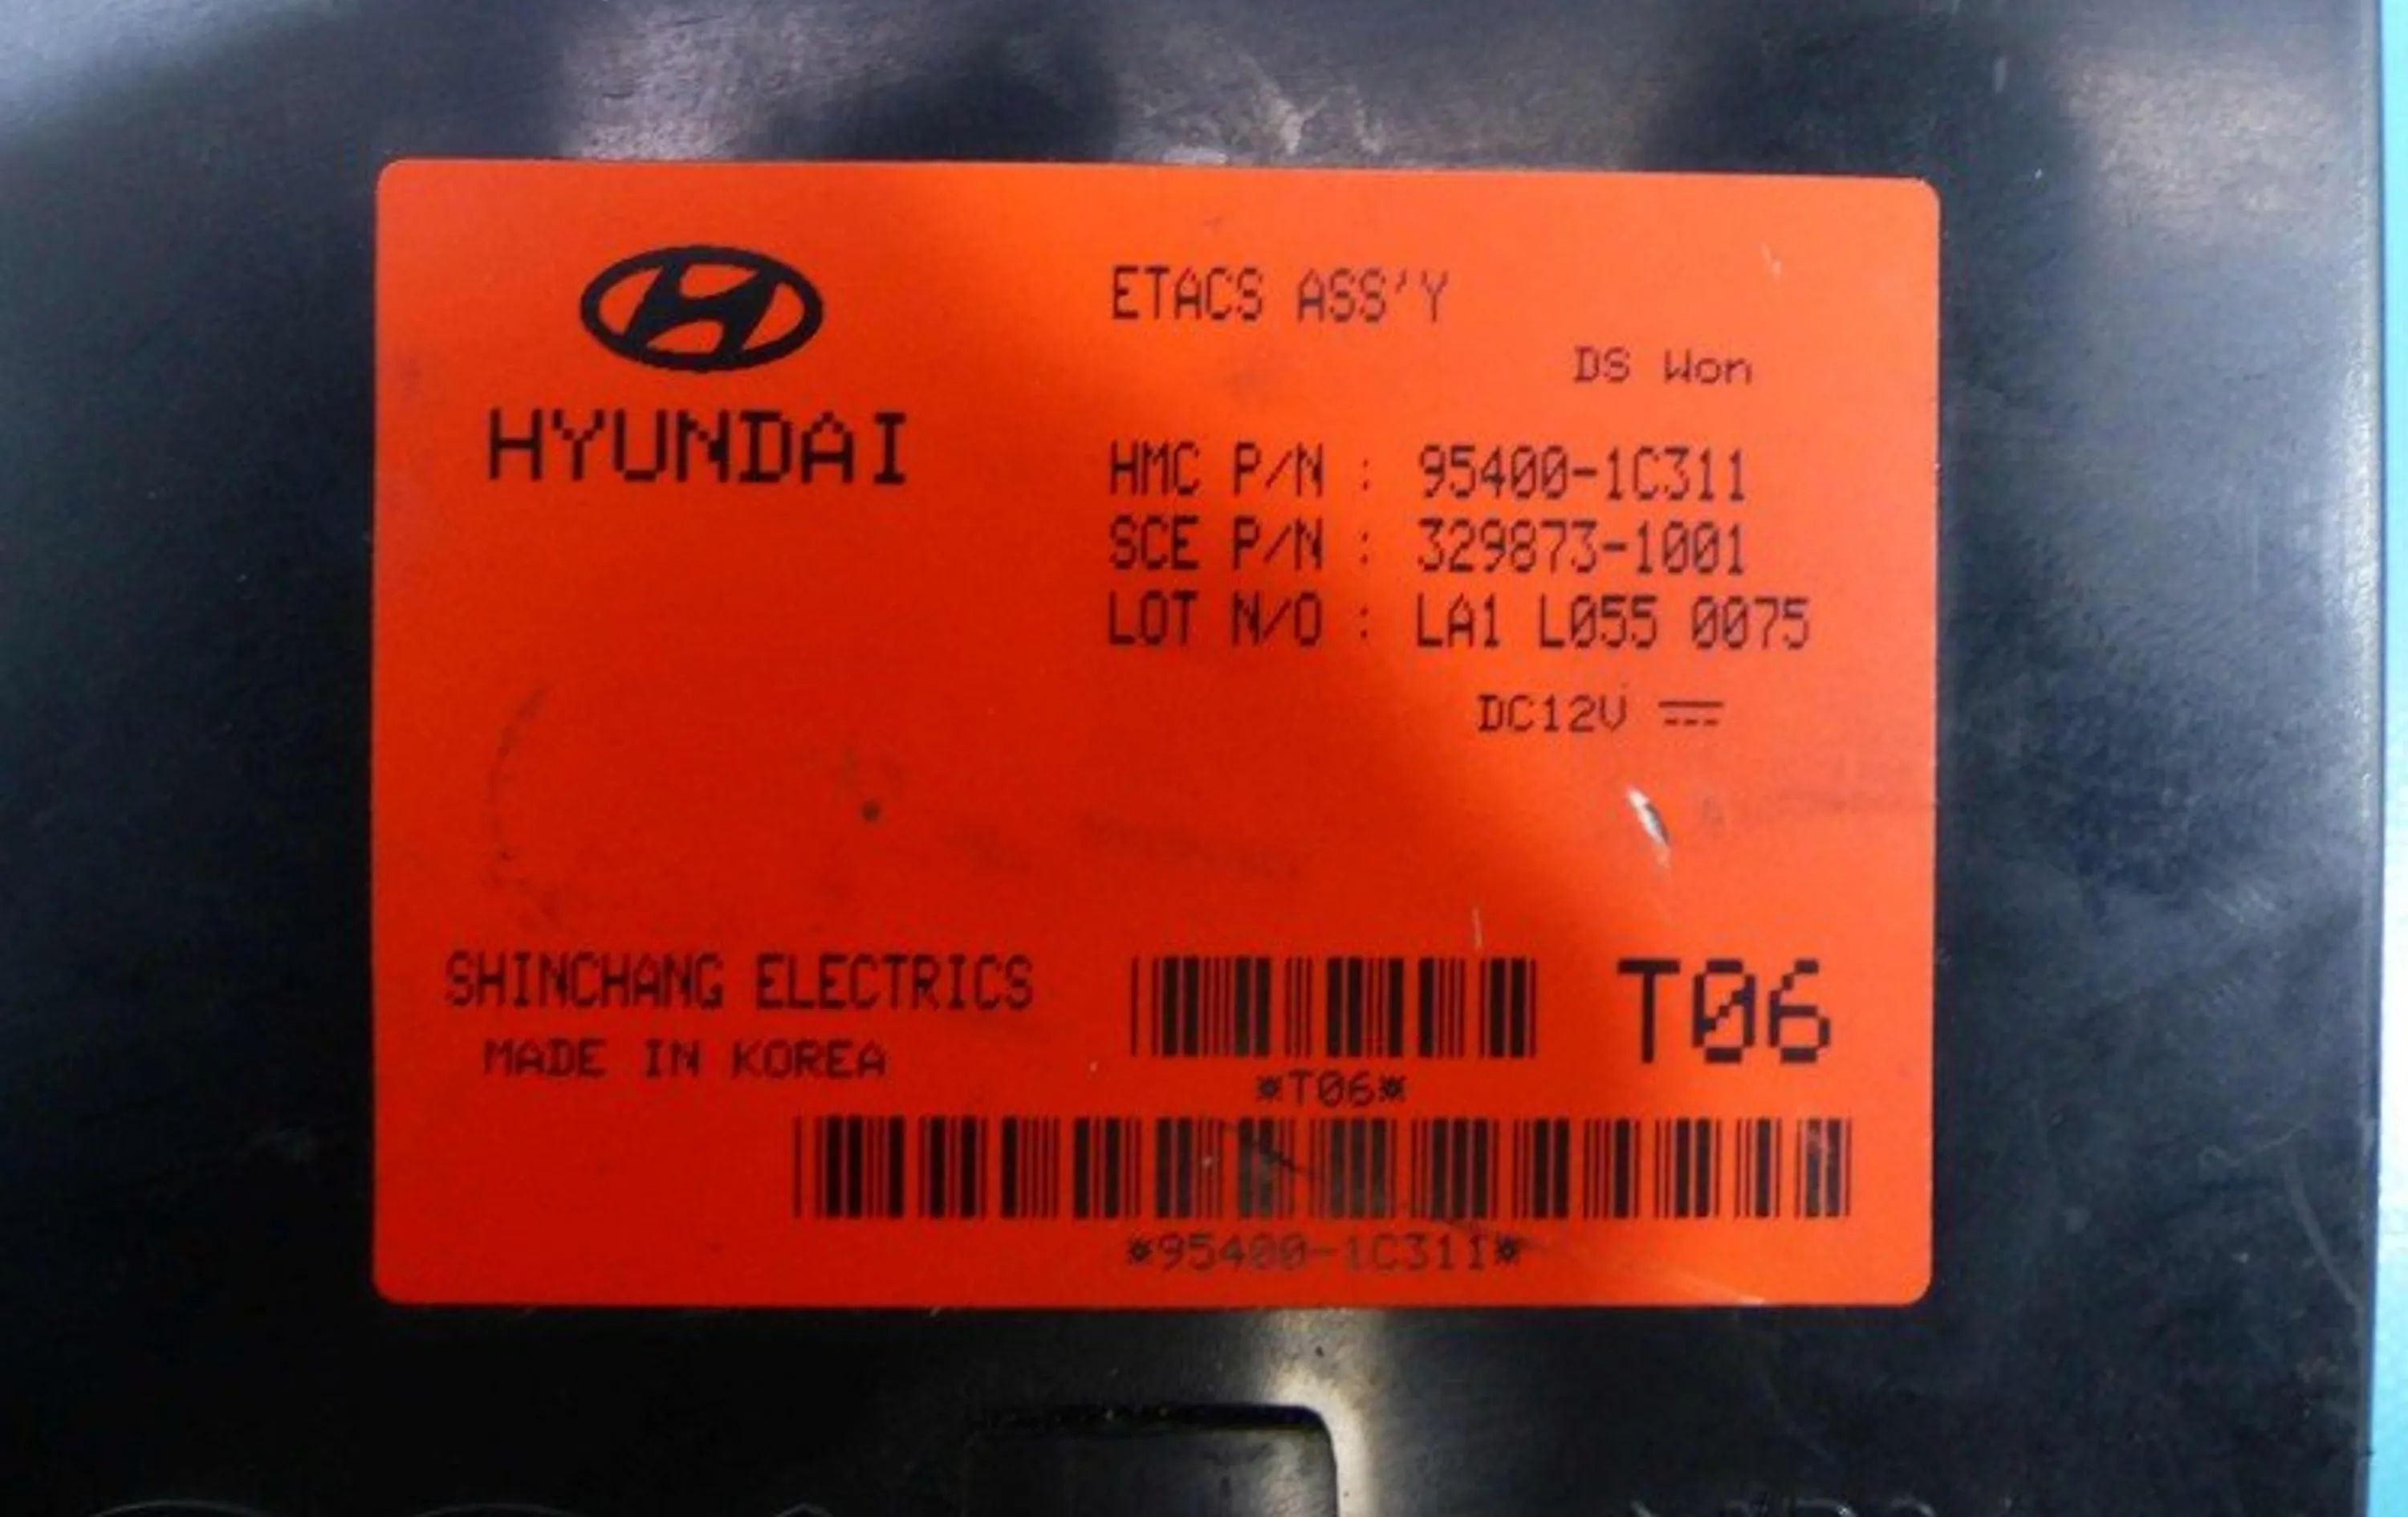 HYUNDAI
ETACS ASS'Y
DS Won
HMC P/N : 95400-1C311
SCE P/N : 329873-1001
LOT N/O : LA1 L055 0075
DC12V
SHINCHANG ELECTRICS
MADE IN KOREA
T06
*T06*
*95400-1C311*